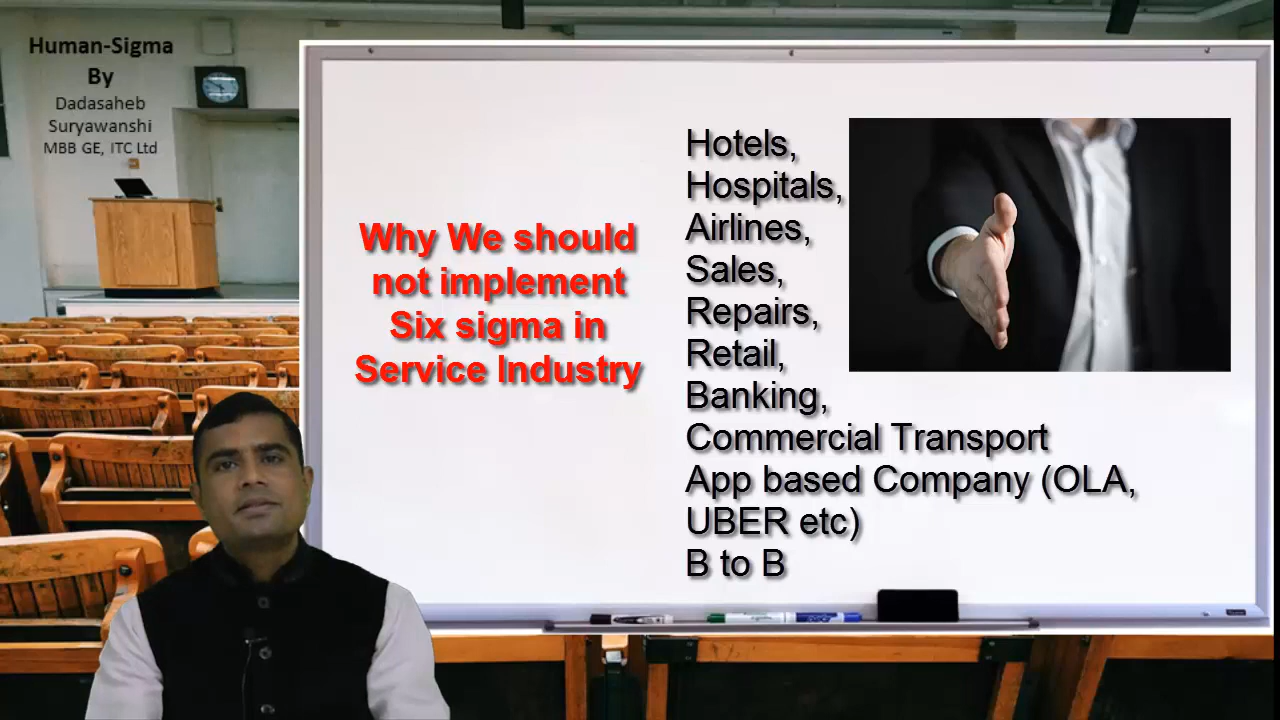 Human-Sigma
By
Dadasaheb
Suryawanshi
MBB GE, ITC Ltd
Why We should
not implement
Six sigma in
Service Industry
Hotels,
Hospitals,
Airlines,
Sales,
Repairs,
Retail,
Banking,
Commercial Transport
App based Company (OLA,
UBER etc)
B to B